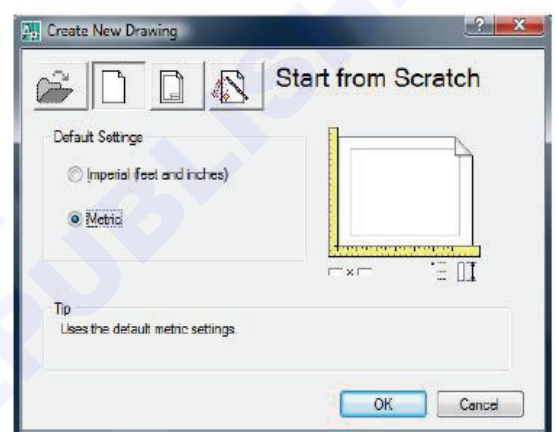 Create New Drawing
Start from Scratch
Default Settings
Imperial (feet and inches)
Metric
Tip
Uses the default metric settings.
OK
Cancel